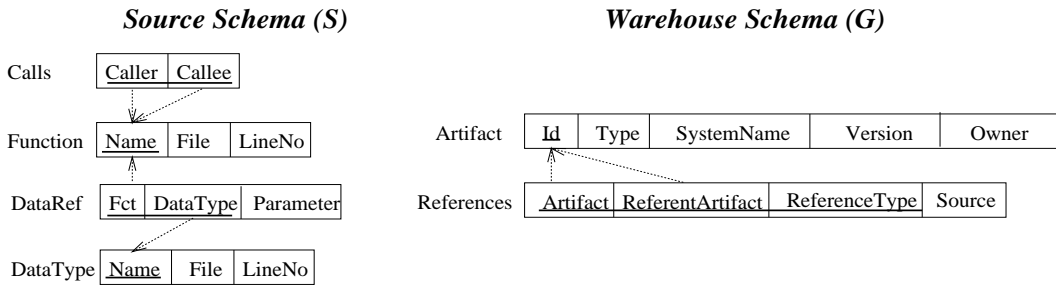 Source Schema (S)
Warehouse Schema (G)
Calls Caller Callee
Function Name File LineNo
DataRef Fct DataType Parameter
DataType Name File LineNo
Artifact Id Type SystemName Version Owner
References Artifact ReferentArtifact ReferenceType Source